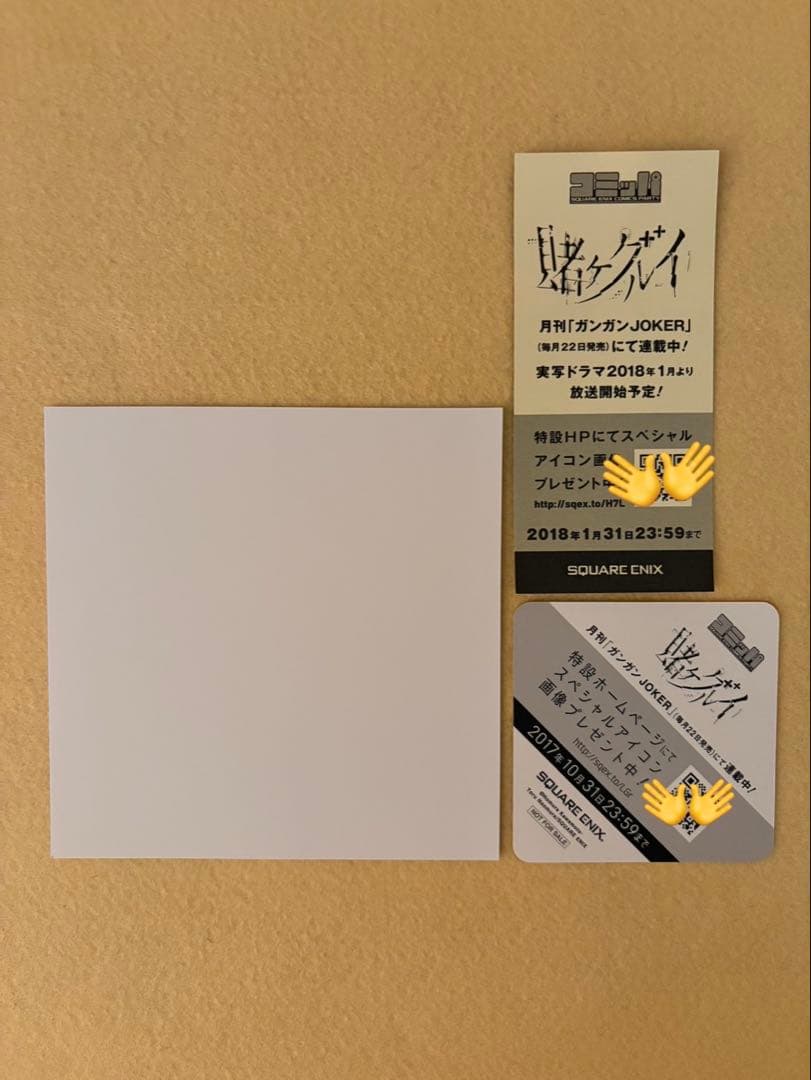 コミッパ
SQUARE ENIX COMICS PARTY
賭ケグルイ
月刊「ガンガンJOKER」
(毎月22日発売)にて連載中!
実写ドラマ2018年1月より
放送開始予定!
特設HPにてスペシャル
アイコン画
プレゼント中
http://sqex.to/H7L
2018年1月31日23:59まで
SQUARE ENIX
コミッパ
賭ケグルイ
月刊「ガンガンJOKER」(毎月22日発売)にて連載中!
特設ホームページにて
スペシャルアイコン
画像プレゼント中!
http://sqex.to/LGr
2017年10月31日23:59まで
SQUARE ENIX.
©Homura Kawamoto・
Toru Naomura/SQUARE ENIX
NOT FOR SALE